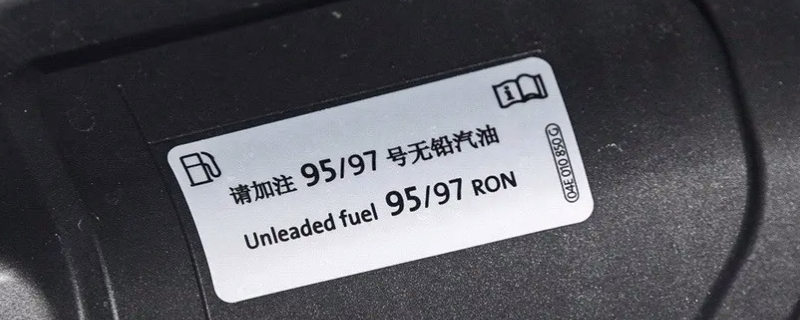 请加注 95/97 号无铅汽油
Unleaded fuel 95/97 RON
04E 010 850 G